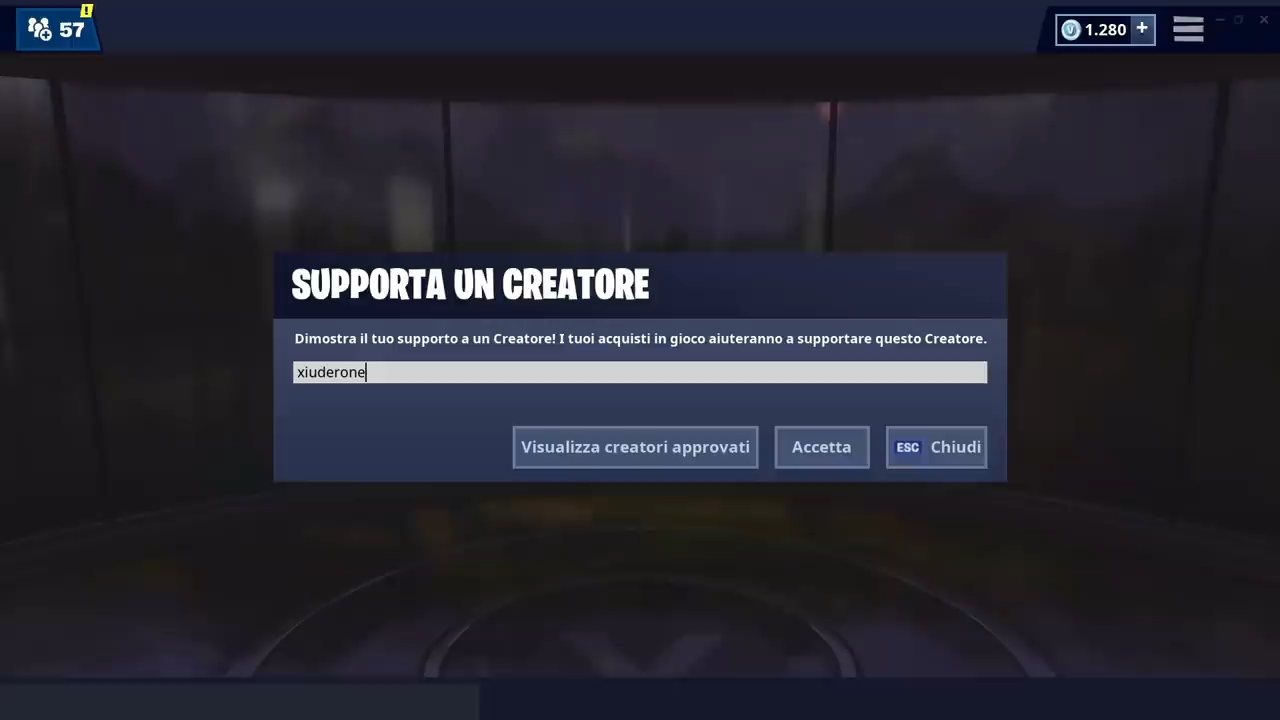 57
!
1.280 +
SUPPORTA UN CREATORE
Dimostra il tuo supporto a un Creatore! I tuoi acquisti in gioco aiuteranno a supportare questo Creatore.
xiuderone
Visualizza creatori approvati
Accetta
ESC Chiudi